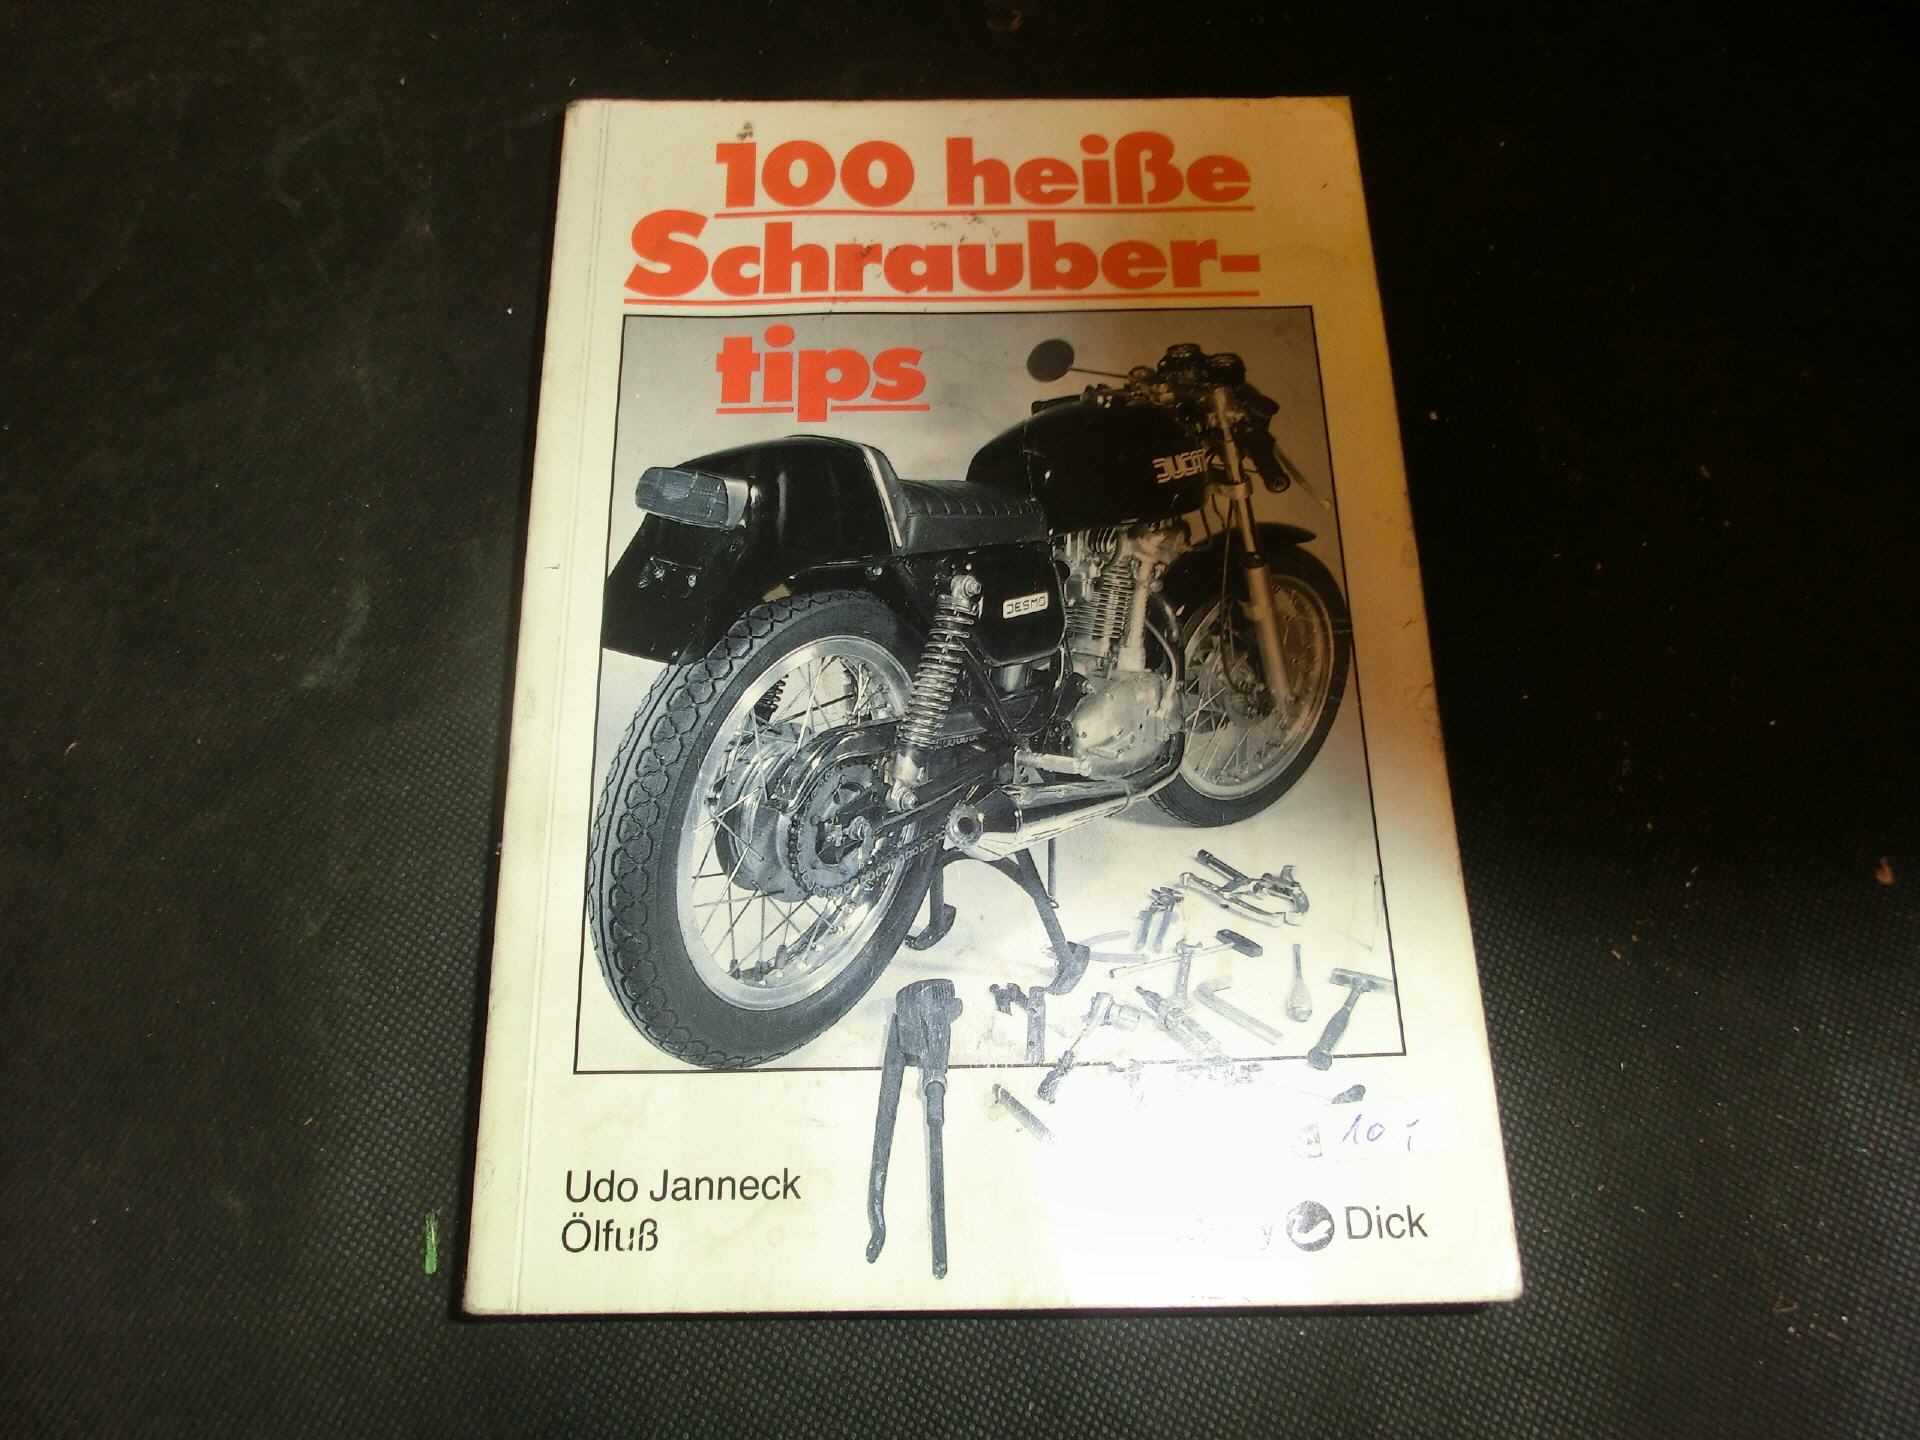 100 heiße
Schrauber-
tips
DUCATI
DESMO
10,-
Udo Janneck
Ölfuß
Dick